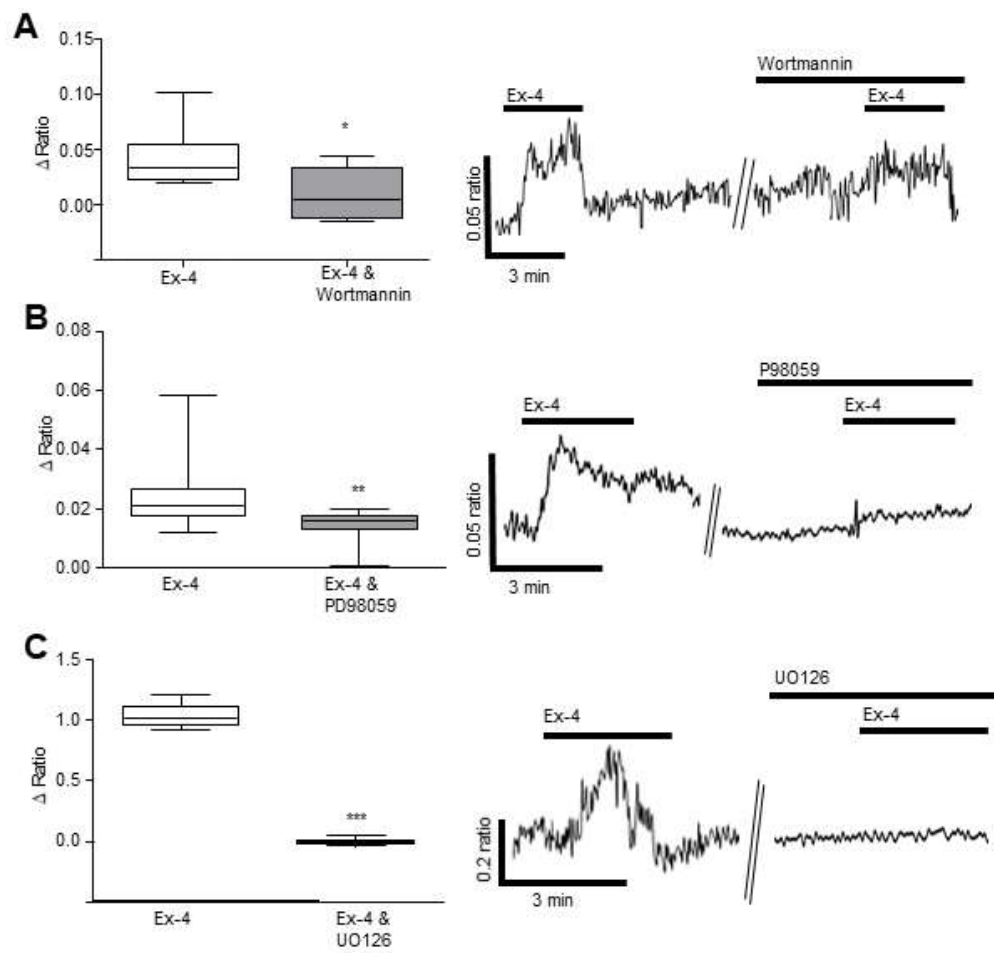 A
0.15
0.10
0.05
0.00
Δ Ratio
*
Ex-4
Ex-4 &
Wortmannin
Wortmannin
Ex-4
Ex-4
0.05 ratio
3 min
B
0.08
0.06
0.04
0.02
0.00
Δ Ratio
**
Ex-4
Ex-4 &
PD98059
P98059
Ex-4
Ex-4
0.05 ratio
3 min
C
1.5
1.0
0.5
0.0
Δ Ratio
***
Ex-4
Ex-4 &
UO126
UO126
Ex-4
Ex-4
0.2 ratio
3 min